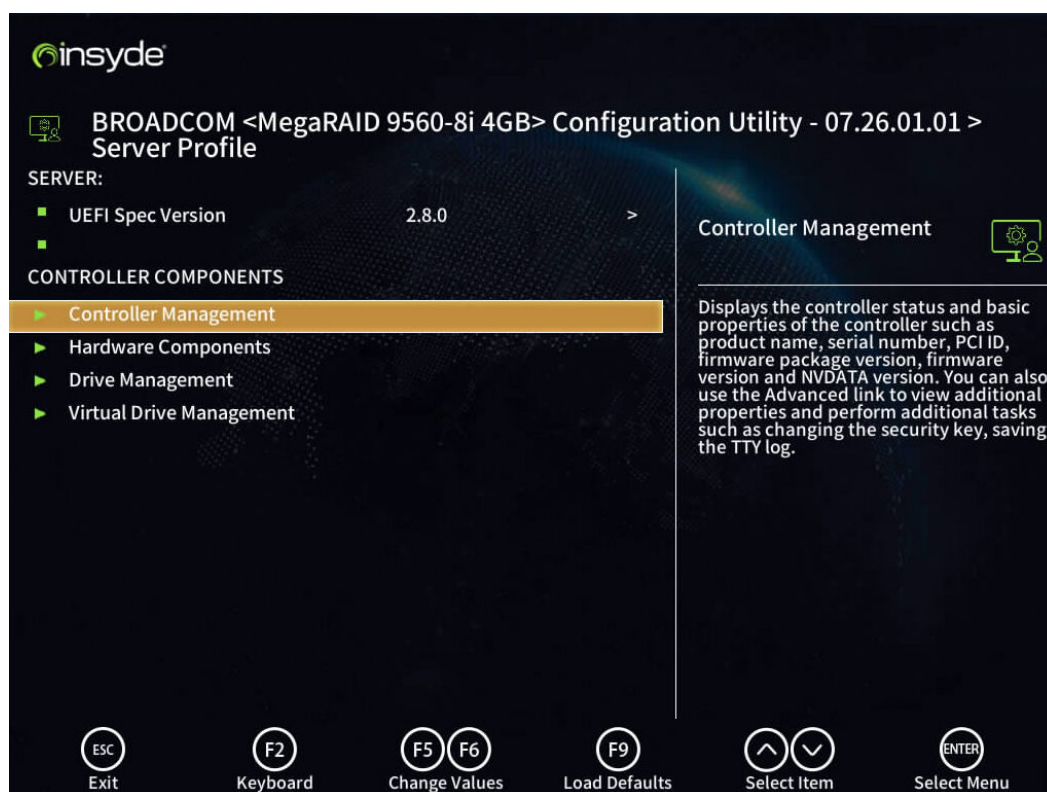 insyde
BROADCOM <MegaRAID 9560-8i 4GB> Configuration Utility - 07.26.01.01 >
Server Profile
SERVER:
UEFI Spec Version 2.8.0 >
CONTROLLER COMPONENTS
Controller Management
Hardware Components
Drive Management
Virtual Drive Management
Controller Management
Displays the controller status and basic
properties of the controller such as
product name, serial number, PCI ID,
firmware package version, firmware
version and NVDATA version. You can also
use the Advanced link to view additional
properties and perform additional tasks
such as changing the security key, saving
the TTY log.
ESC F2 F5 F6 F9 ENTER
Exit Keyboard Change Values Load Defaults Select Item Select Menu